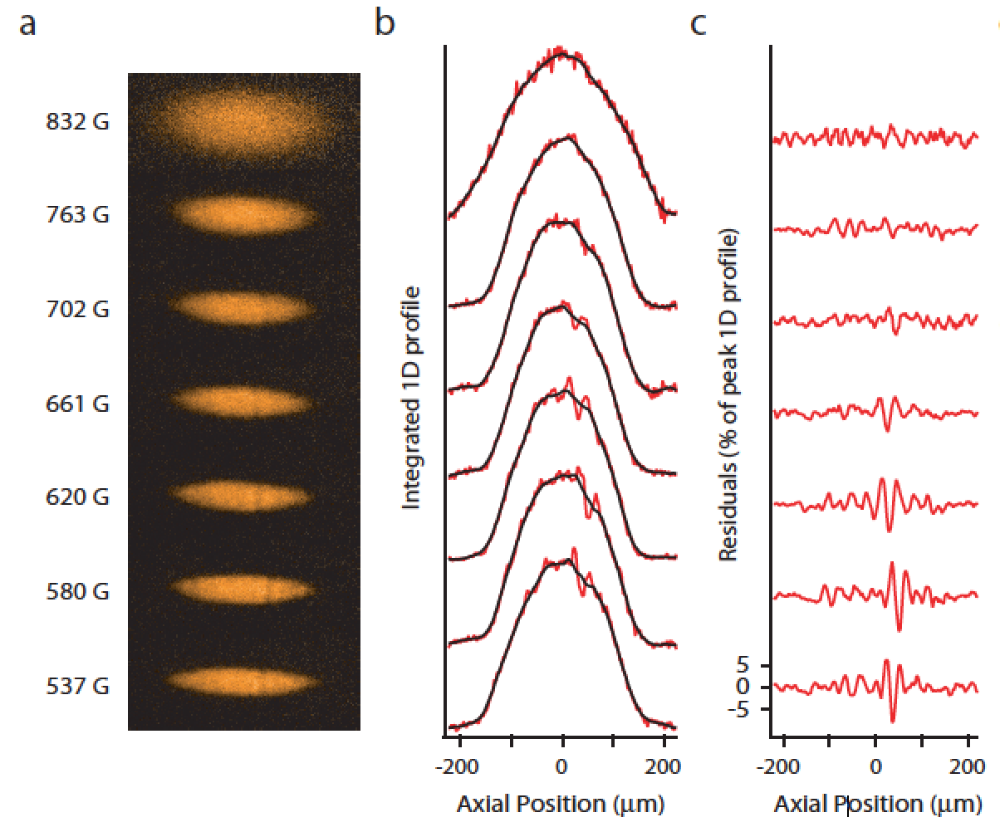 a
832 G
763 G
702 G
661 G
620 G
580 G
537 G
b
Integrated 1D profile
-200 0 200
Axial Position (μm)
c
Residuals (% of peak 1D profile)
5
0
-5
-200 0 200
Axial Position (μm)